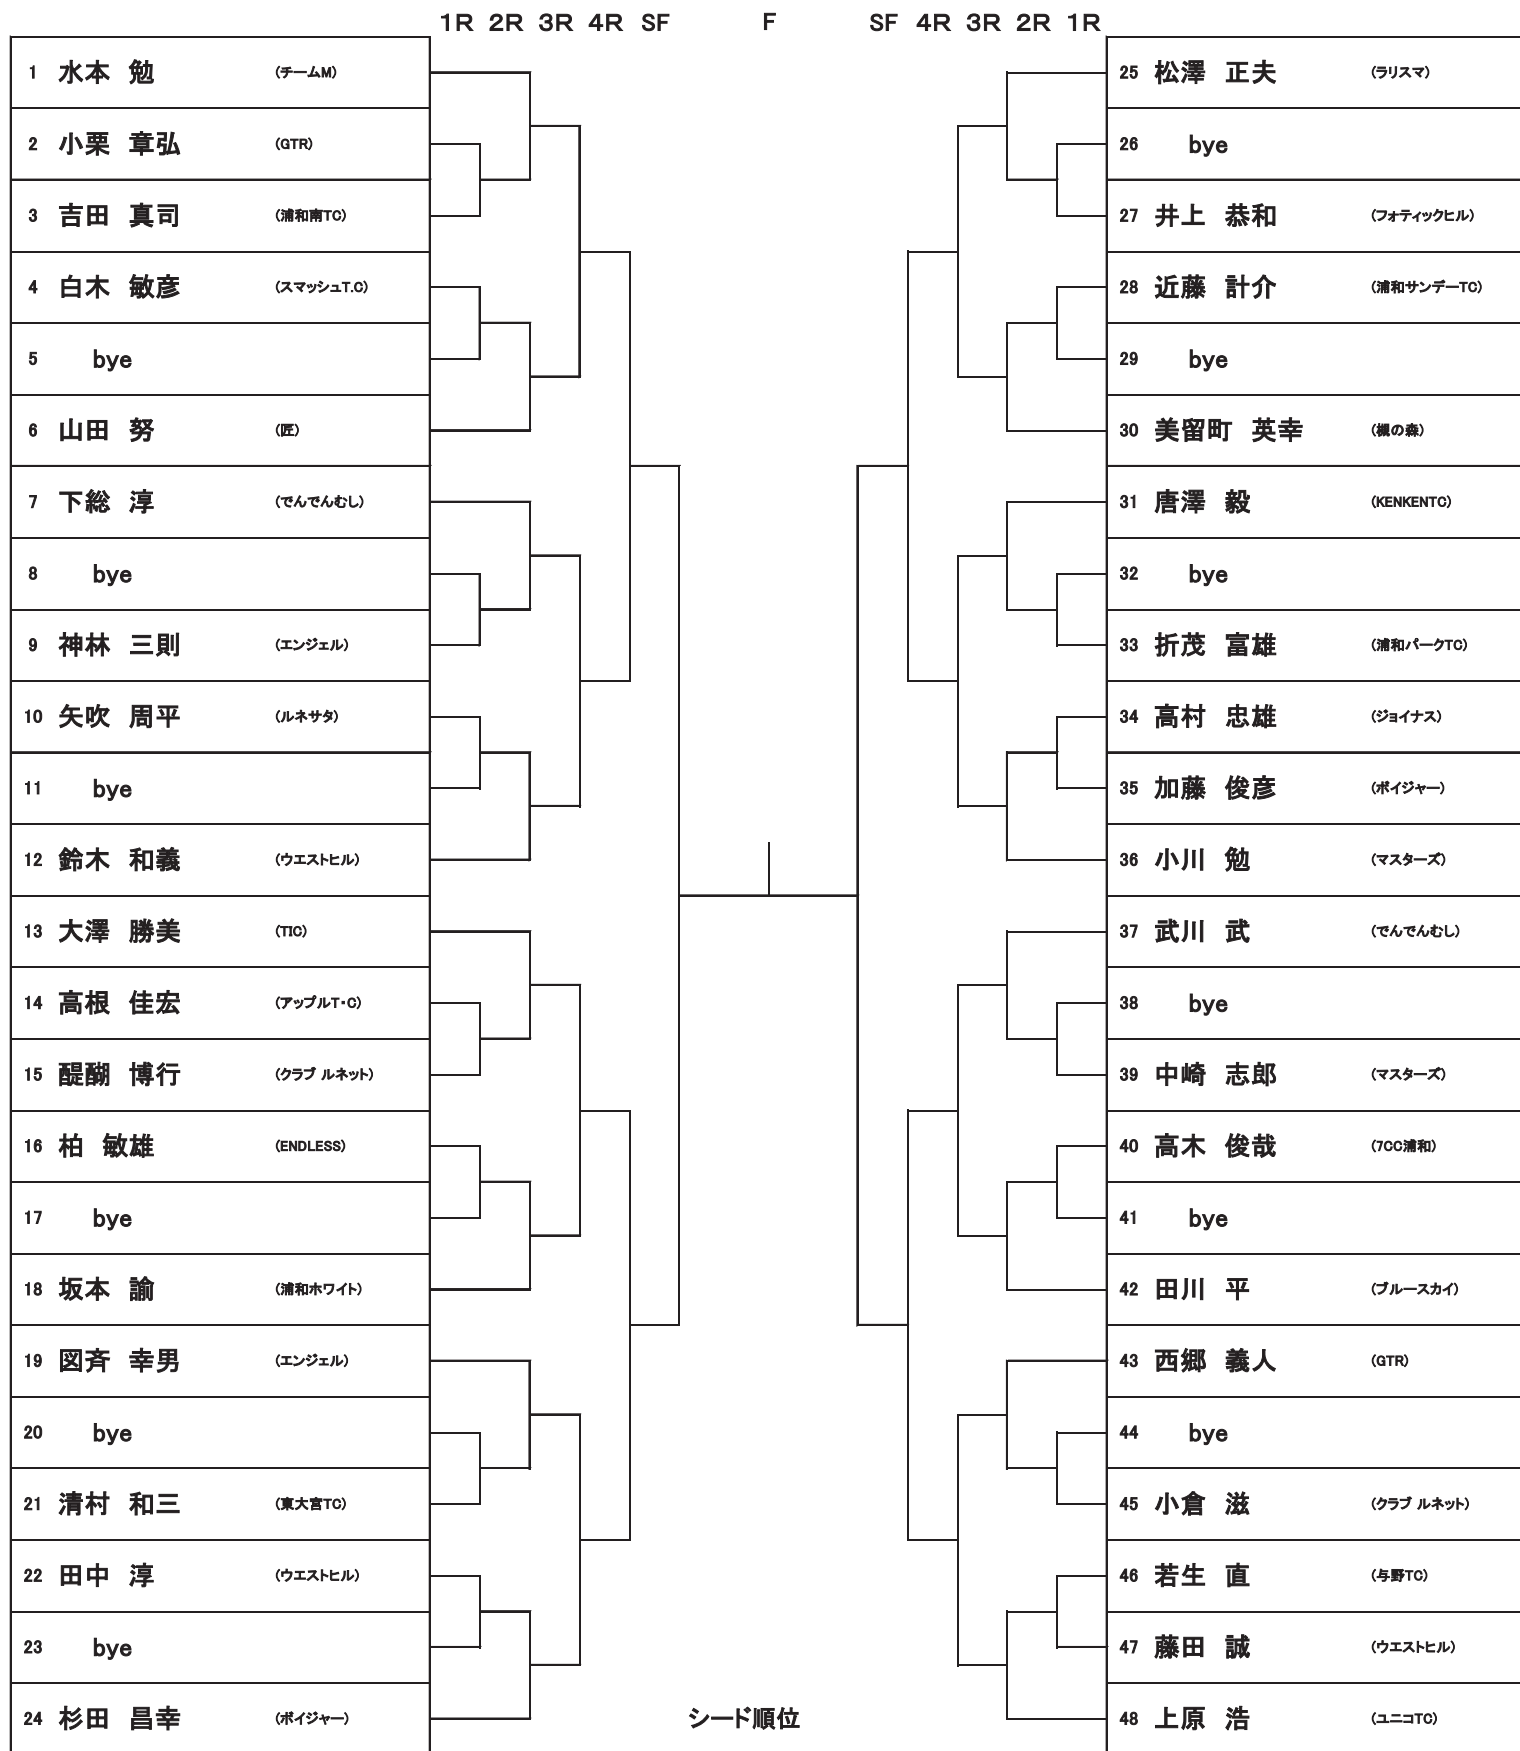 1R 2R 3R 4R SF F SF 4R 3R 2R 1R
1 水本 勉 (チームM)
2 小栗 章弘 (GTR)
3 吉田 真司 (浦和南TC)
4 白木 敏彦 (スマッシュT.C)
5 bye
6 山田 努 (匠)
7 下総 淳 (でんでんむし)
8 bye
9 神林 三則 (エンジェル)
10 矢吹 周平 (ルネサタ)
11 bye
12 鈴木 和義 (ウエストヒル)
13 大澤 勝美 (TIC)
14 高根 佳宏 (アップルT・C)
15 醍醐 博行 (クラブ ルネット)
16 柏 敏雄 (ENDLESS)
17 bye
18 坂本 諭 (浦和ホワイト)
19 図斉 幸男 (エンジェル)
20 bye
21 清村 和三 (東大宮TC)
22 田中 淳 (ウエストヒル)
23 bye
24 杉田 昌幸 (ボイジャー)
シード順位
25 松澤 正夫 (ラリスマ)
26 bye
27 井上 恭和 (フォティックヒル)
28 近藤 計介 (浦和サンデーTC)
29 bye
30 美留町 英幸 (槻の森)
31 唐澤 毅 (KENKENTC)
32 bye
33 折茂 富雄 (浦和パークTC)
34 高村 忠雄 (ジョイナス)
35 加藤 俊彦 (ボイジャー)
36 小川 勉 (マスターズ)
37 武川 武 (でんでんむし)
38 bye
39 中崎 志郎 (マスターズ)
40 高木 俊哉 (7CC浦和)
41 bye
42 田川 平 (ブルースカイ)
43 西郷 義人 (GTR)
44 bye
45 小倉 滋 (クラブ ルネット)
46 若生 直 (与野TC)
47 藤田 誠 (ウエストヒル)
48 上原 浩 (ユニコTC)